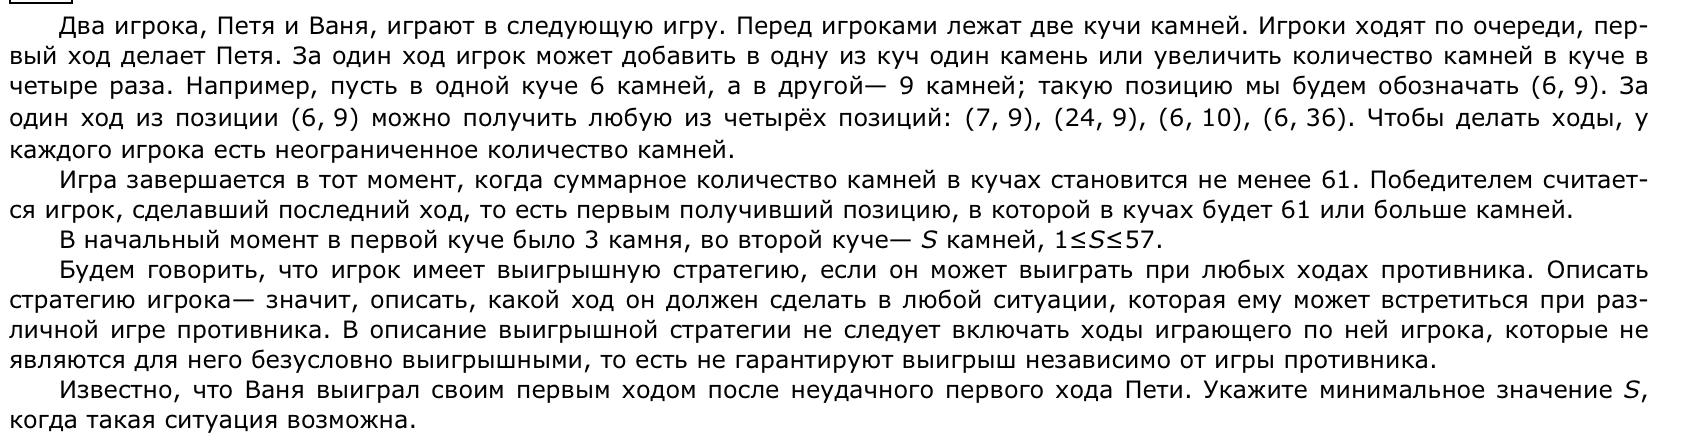 Два игрока, Петя и Ваня, играют в следующую игру. Перед игроками лежат две кучи камней. Игроки ходят по очереди, пер-
вый ход делает Петя. За один ход игрок может добавить в одну из куч один камень или увеличить количество камней в куче в
четыре раза. Например, пусть в одной куче 6 камней, а в другой— 9 камней; такую позицию мы будем обозначать (6, 9). За
один ход из позиции (6, 9) можно получить любую из четырёх позиций: (7, 9), (24, 9), (6, 10), (6, 36). Чтобы делать ходы, у
каждого игрока есть неограниченное количество камней.
Игра завершается в тот момент, когда суммарное количество камней в кучах становится не менее 61. Победителем считает-
ся игрок, сделавший последний ход, то есть первым получивший позицию, в которой в кучах будет 61 или больше камней.
В начальный момент в первой куче было 3 камня, во второй куче— S камней, 1≤S≤57.
Будем говорить, что игрок имеет выигрышную стратегию, если он может выиграть при любых ходах противника. Описать
стратегию игрока— значит, описать, какой ход он должен сделать в любой ситуации, которая ему может встретиться при раз-
личной игре противника. В описание выигрышной стратегии не следует включать ходы играющего по ней игрока, которые не
являются для него безусловно выигрышными, то есть не гарантируют выигрыш независимо от игры противника.
Известно, что Ваня выиграл своим первым ходом после неудачного первого хода Пети. Укажите минимальное значение S,
когда такая ситуация возможна.